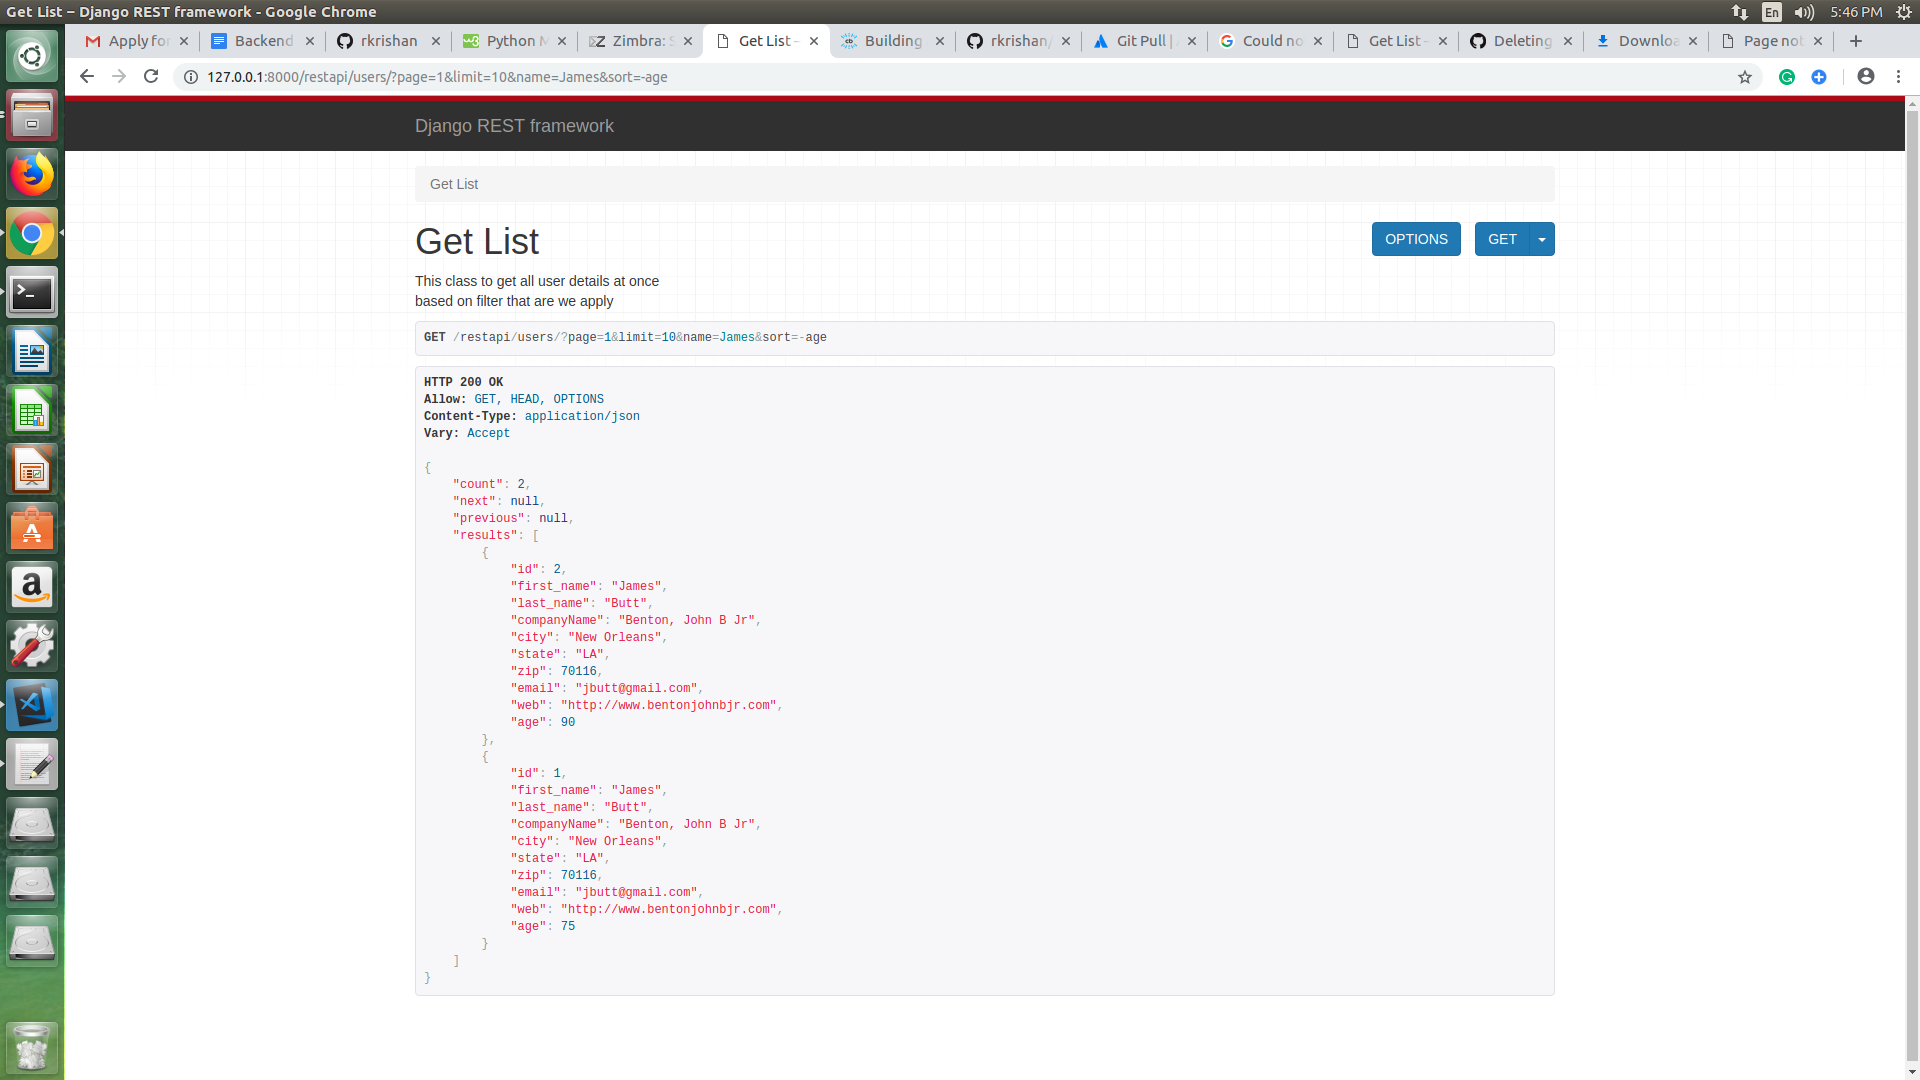 Get List – Django REST framework - Google Chrome
En
5:46 PM
Apply fo
Backend
rkrishan
Python
Zimbra:
Get List -
Building
rkrishan/
Git Pull |
Could no
Get List -
Deleting
Downloa
Page not
127.0.0.1:8000/restapi/users/?page=1&limit=10&name=James&sort=-age
Django REST framework
Get List
Get List
OPTIONS
GET
This class to get all user details at once
based on filter that are we apply
GET /restapi/users/?page=1&limit=10&name=James&sort=-age
HTTP 200 OK
Allow: GET, HEAD, OPTIONS
Content-Type: application/json
Vary: Accept
{
    "count": 2,
    "next": null,
    "previous": null,
    "results": [
        {
            "id": 2,
            "first_name": "James",
            "last_name": "Butt",
            "companyName": "Benton, John B Jr",
            "city": "New Orleans",
            "state": "LA",
            "zip": 70116,
            "email": "jbutt@gmail.com",
            "web": "http://www.bentonjohnbjr.com",
            "age": 90
        },
        {
            "id": 1,
            "first_name": "James",
            "last_name": "Butt",
            "companyName": "Benton, John B Jr",
            "city": "New Orleans",
            "state": "LA",
            "zip": 70116,
            "email": "jbutt@gmail.com",
            "web": "http://www.bentonjohnbjr.com",
            "age": 75
        }
    ]
}